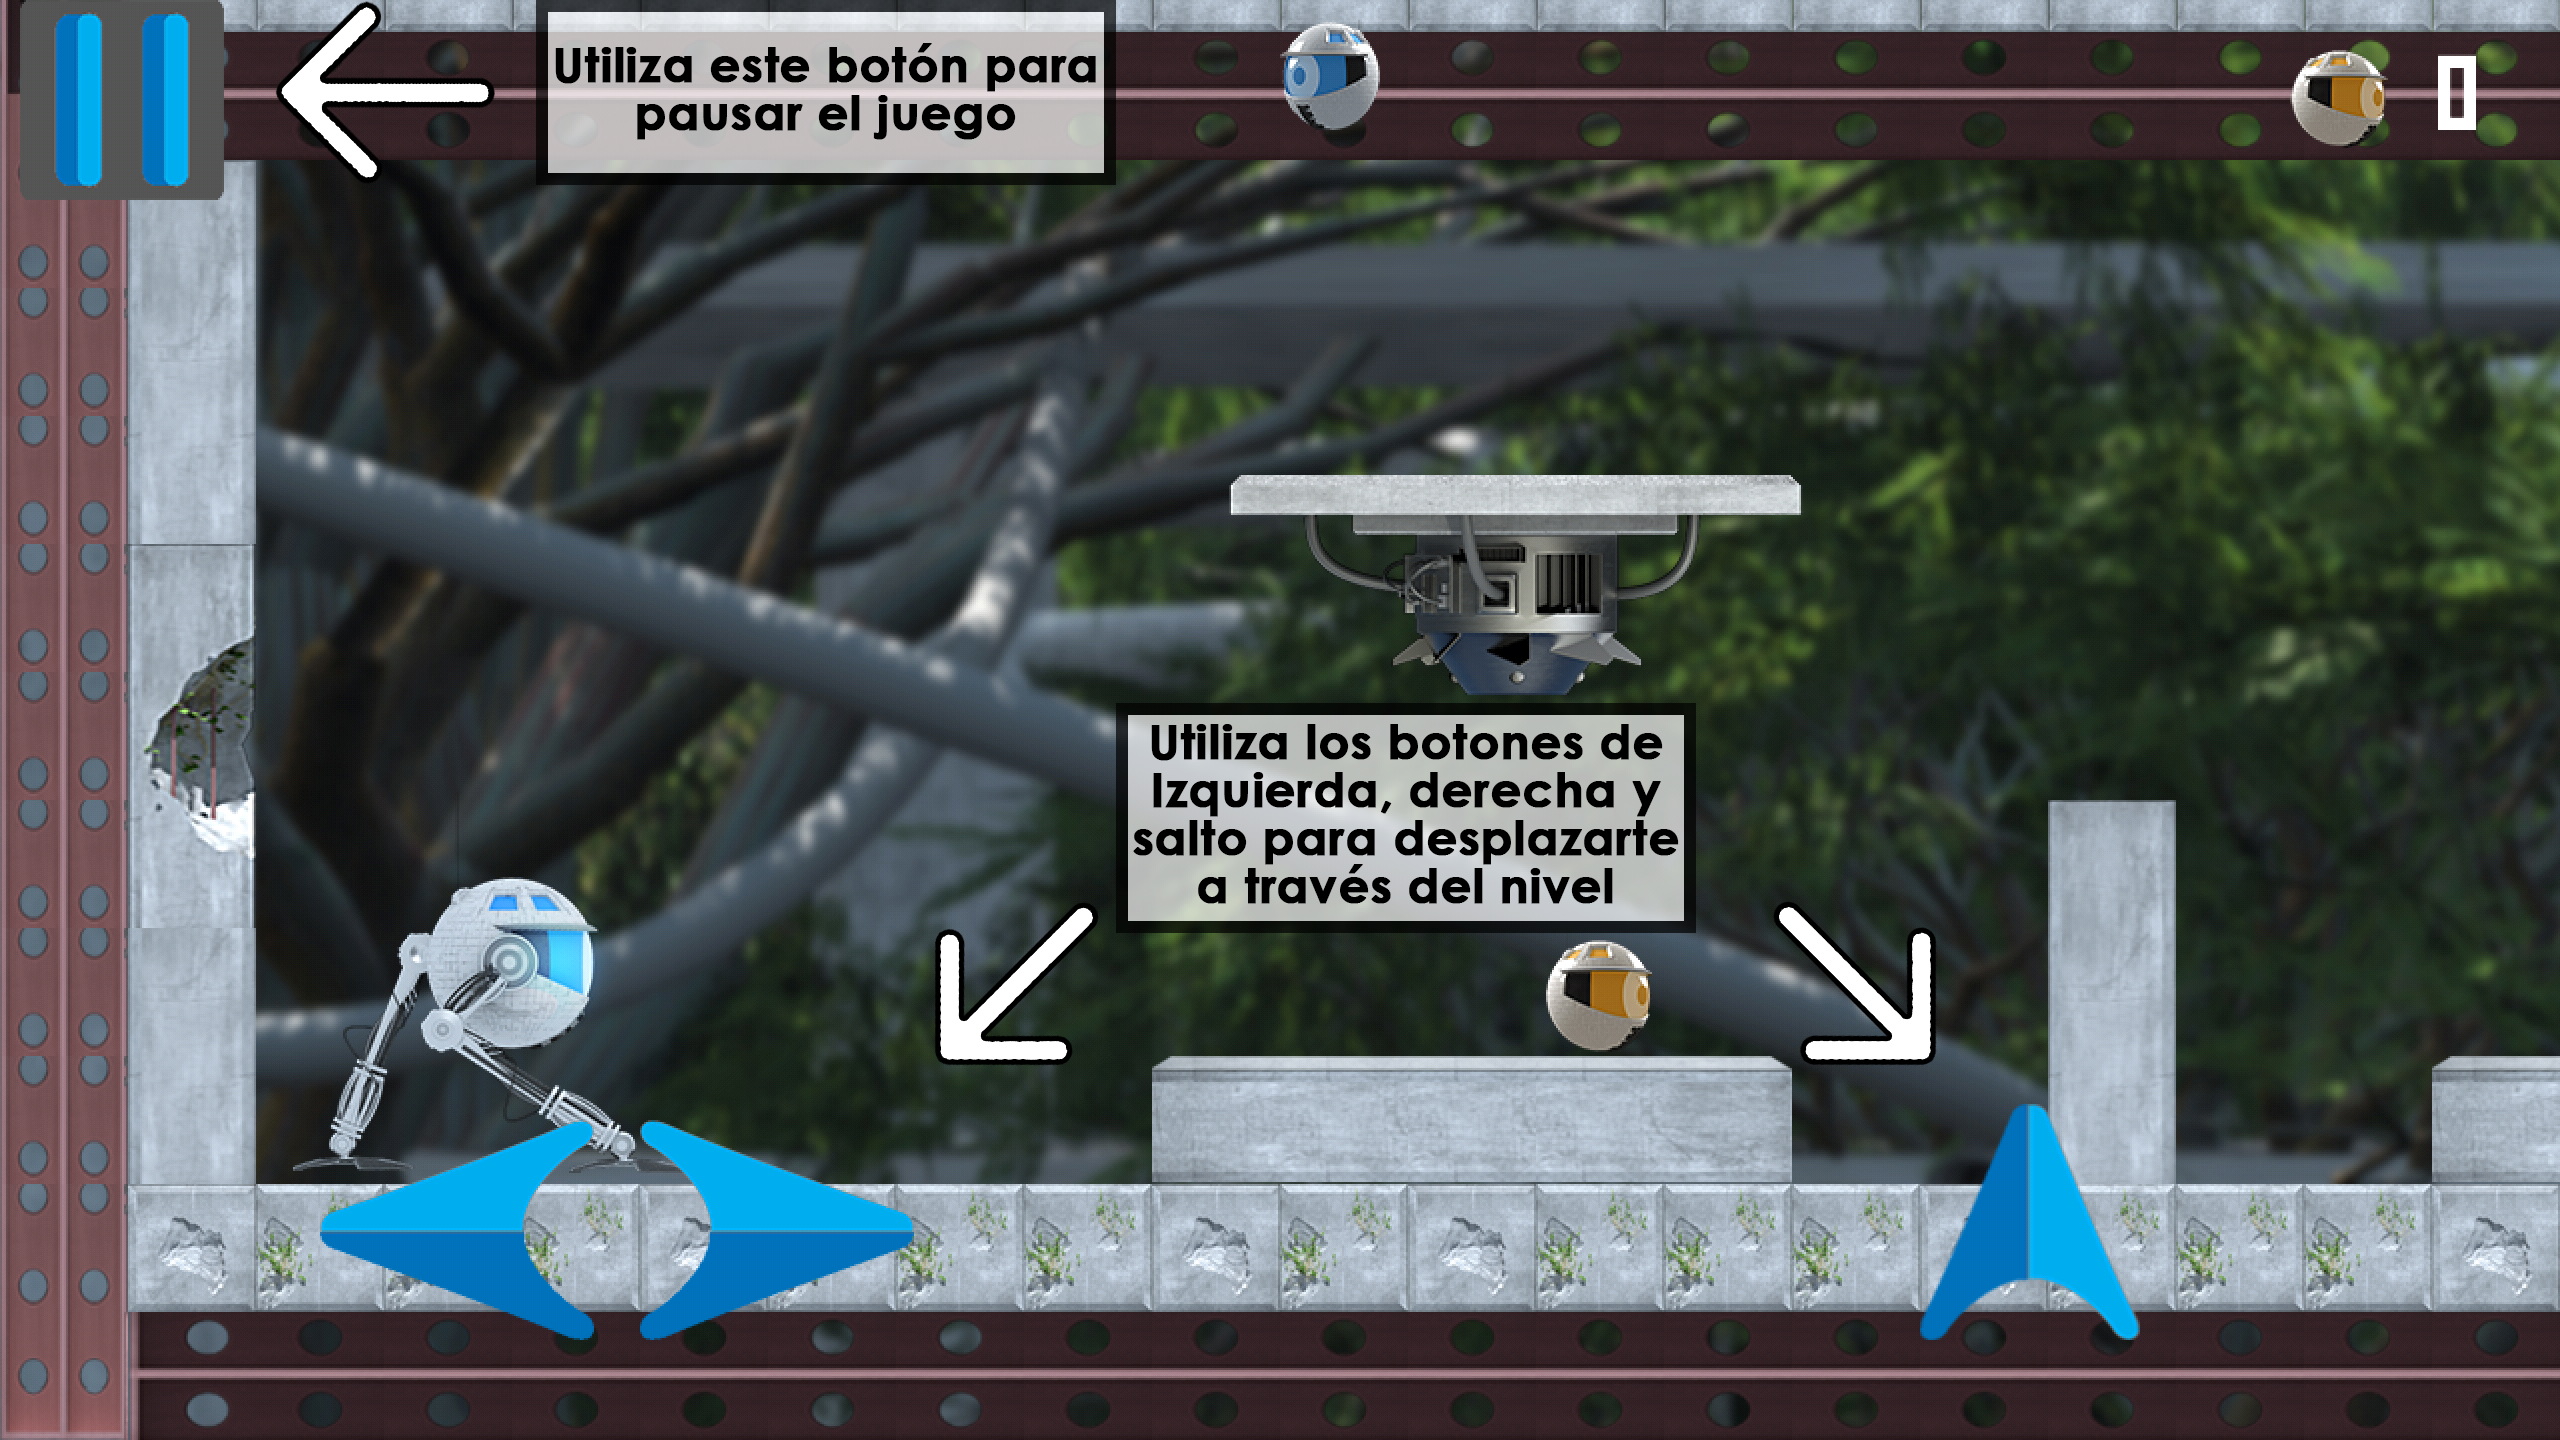 Utiliza este botón para
pausar el juego
0
Utiliza los botones de
Izquierda, derecha y
salto para desplazarte
a través del nivel